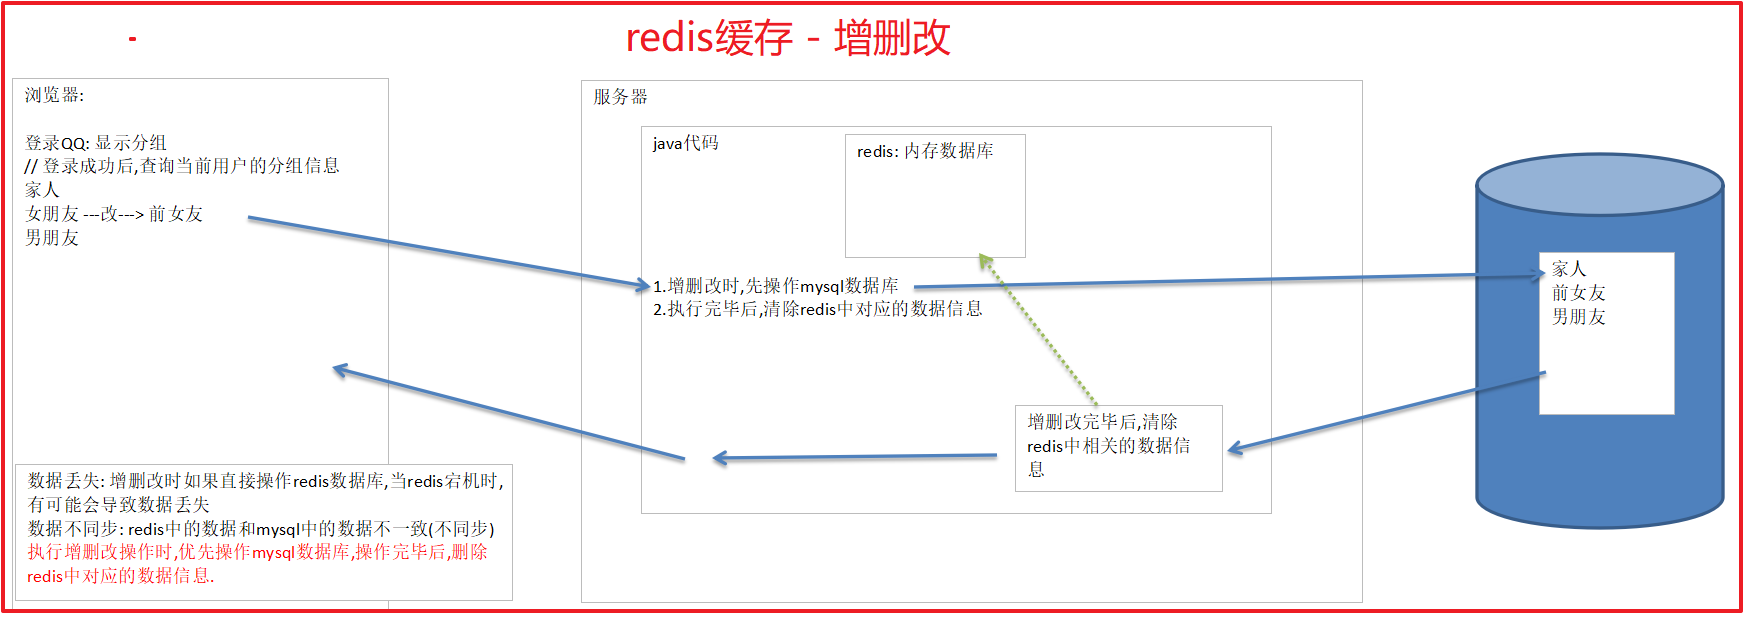 redis缓存 - 增删改
浏览器:
登录QQ: 显示分组
// 登录成功后,查询当前用户的分组信息
家人
女朋友 ---改---> 前女友
男朋友
数据丢失: 增删改时如果直接操作redis数据库,当redis宕机时,
有可能会导致数据丢失
数据不同步: redis中的数据和mysql中的数据不一致(不同步)
执行增删改操作时,优先操作mysql数据库,操作完毕后,删除
redis中对应的数据信息.
服务器
java代码
redis: 内存数据库
1.增删改时,先操作mysql数据库
2.执行完毕后,清除redis中对应的数据信息
增删改完毕后,清除
redis中相关的数据信
息
家人
前女友
男朋友